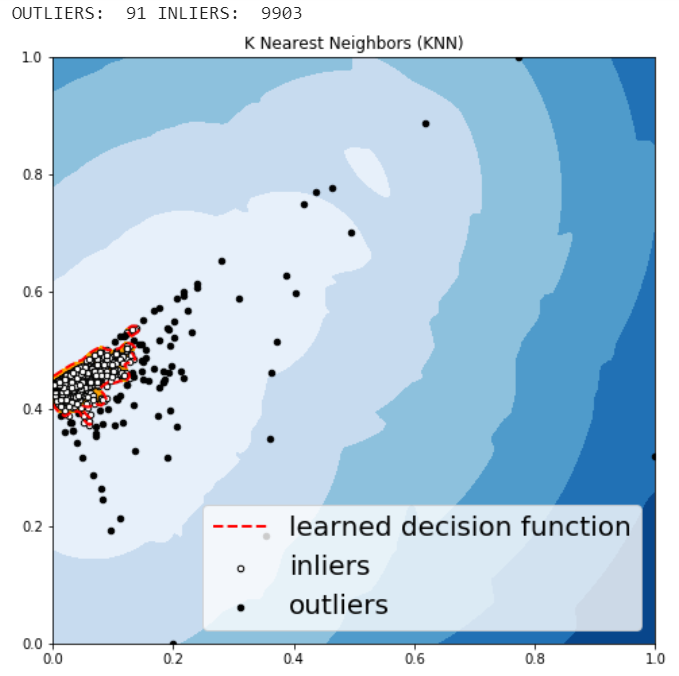 OUTLIERS:  91 INLIERS:  9903
K Nearest Neighbors (KNN)
1.0
0.8
0.6
0.4
0.2
0.0
learned decision function
inliers
outliers
0.0 0.2 0.4 0.6 0.8 1.0